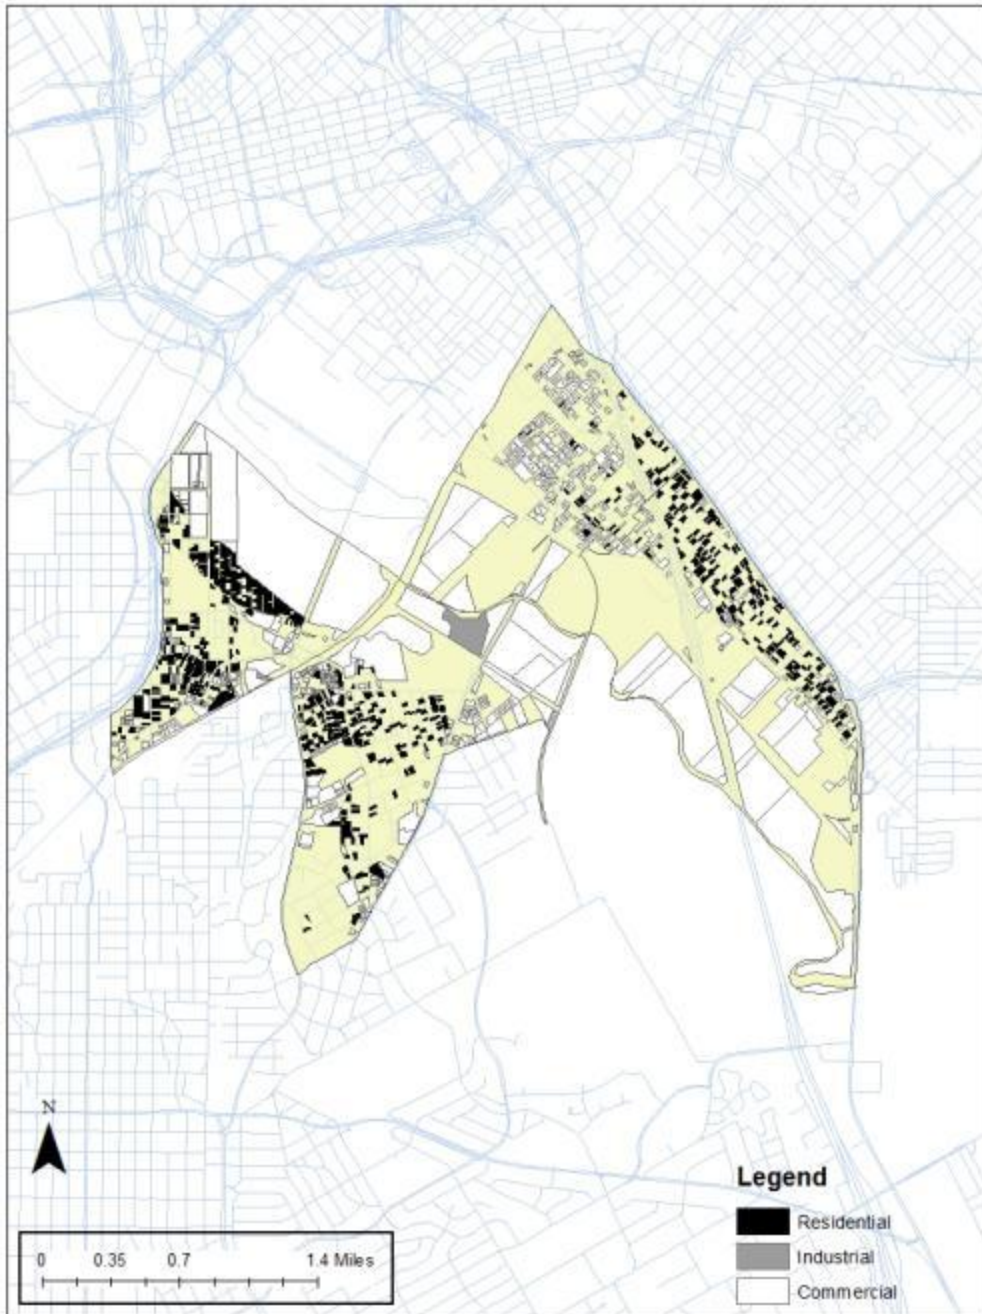 N
0 0.35 0.7 1.4 Miles
Legend
Residential
Industrial
Commercial